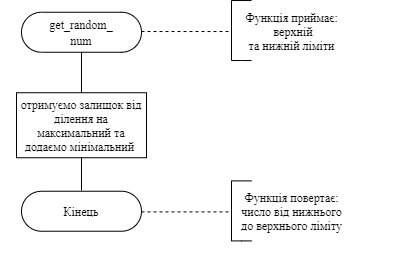 get_random_
num
Функція приймає:
верхній
та нижній ліміти
отримуємо залишок від
ділення на
максимальний та
додаємо мінімальний
Кінець
Функція повертає:
число від нижнього
до верхнього ліміту